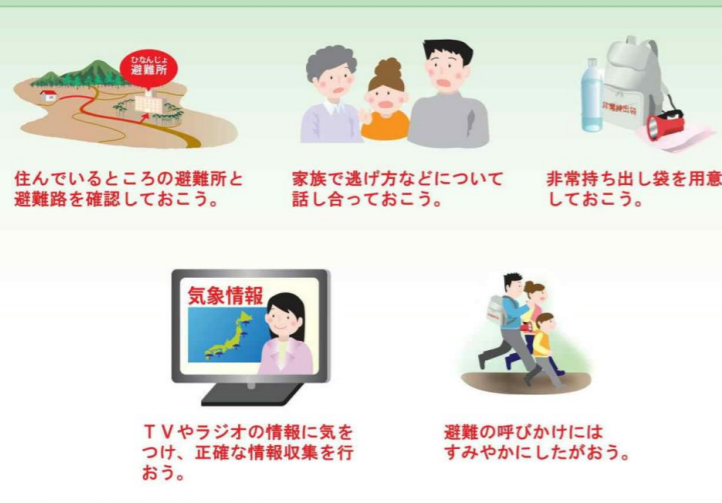 ひなんじょ
避難所
住んでいるところの避難所と
避難路を確認しておこう。
家族で逃げ方などについて
話し合っておこう。
非常持出袋
非常持ち出し袋を用意
しておこう。
気象情報
TVやラジオの情報に気を
つけ、正確な情報収集を行
おう。
避難の呼びかけには
すみやかにしたがおう。